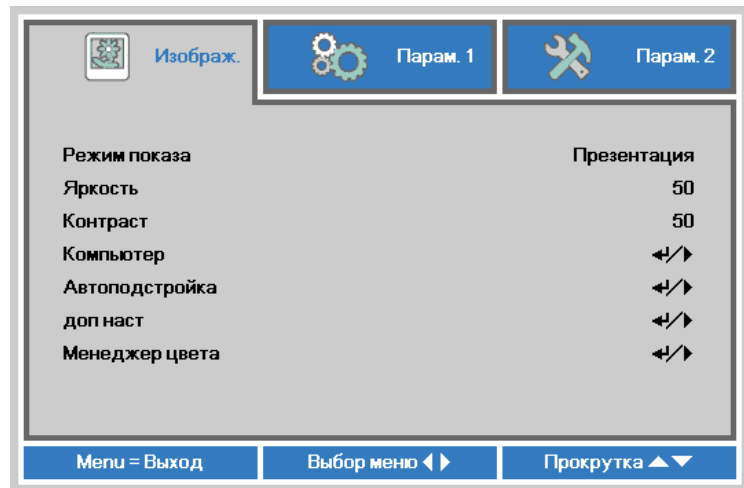 Изображ. Парам. 1 Парам. 2
Режим показа Презентация
Яркость 50
Контраст 50
Компьютер ↵/▶
Автоподстройка ↵/▶
доп наст ↵/▶
Менеджер цвета ↵/▶
Menu = Выход Выбор меню ◀▶ Прокрутка ▲▼